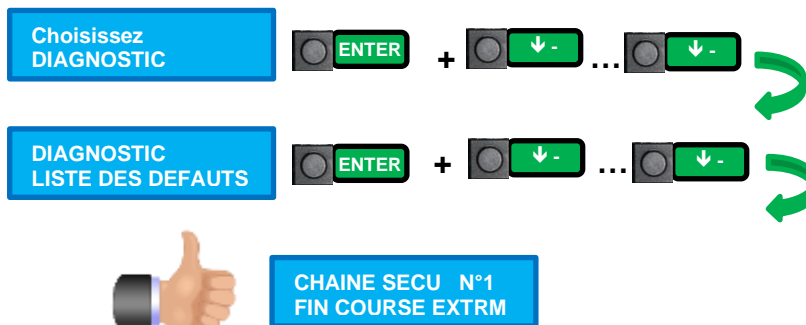 Choisissez
DIAGNOSTIC
ENTER + ↓ - ... ↓ -
DIAGNOSTIC
LISTE DES DEFAUTS
ENTER + ↓ - ... ↓ -
CHAINE SECU N°1
FIN COURSE EXTRM